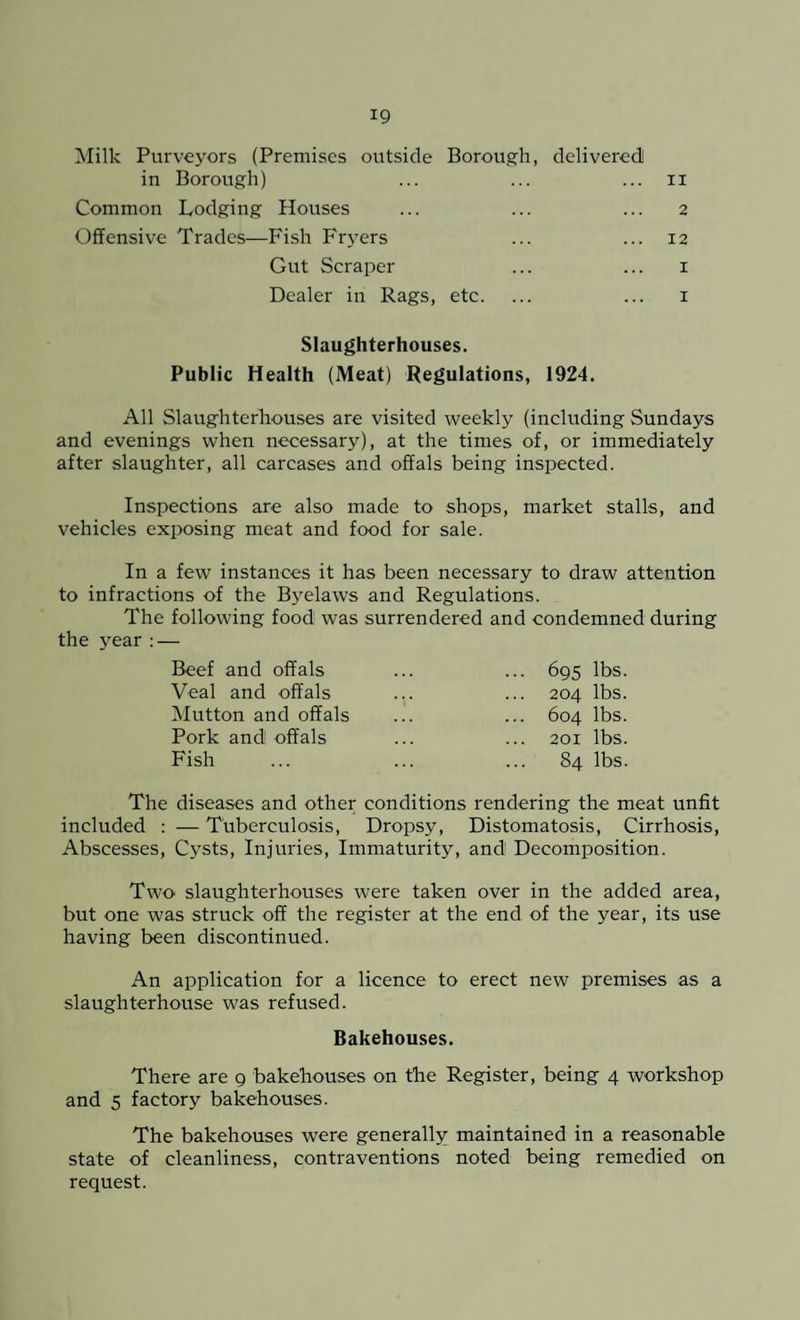 19
Milk Purveyors (Premises outside Borough, delivered
in Borough) ... ... ... 11
Common Lodging Houses ... ... ... 2
Offensive Trades—Fish Fryers ... ... 12
Gut Scraper ... ... 1
Dealer in Rags, etc. ... ... 1
Slaughterhouses.
Public Health (Meat) Regulations, 1924.
All Slaughterhouses are visited weekly (including Sundays
and evenings when necessary), at the times of, or immediately
after slaughter, all carcases and offals being inspected.
Inspections are also made to shops, market stalls, and
vehicles exposing meat and food for sale.
In a few instances it has been necessary to draw attention
to infractions of the Byelaws and Regulations.
The following food was surrendered and condemned during
the year :—
Beef and offals ... ... 695 lbs.
Veal and offals ... ... 204 lbs.
Mutton and offals ... ... 604 lbs.
Pork and offals ... ... 201 lbs.
Fish ... ... ... 84 lbs.
The diseases and other conditions rendering the meat unfit
included : — Tuberculosis, Dropsy, Distomatosis, Cirrhosis,
Abscesses, Cysts, Injuries, Immaturity, and Decomposition.
Two slaughterhouses were taken over in the added area,
but one was struck off the register at the end of the year, its use
having been discontinued.
An application for a licence to erect new premises as a
slaughterhouse was refused.
Bakehouses.
There are 9 bakehouses on the Register, being 4 workshop
and 5 factory bakehouses.
The bakehouses were generally maintained in a reasonable
state of cleanliness, contraventions noted being remedied on
request.